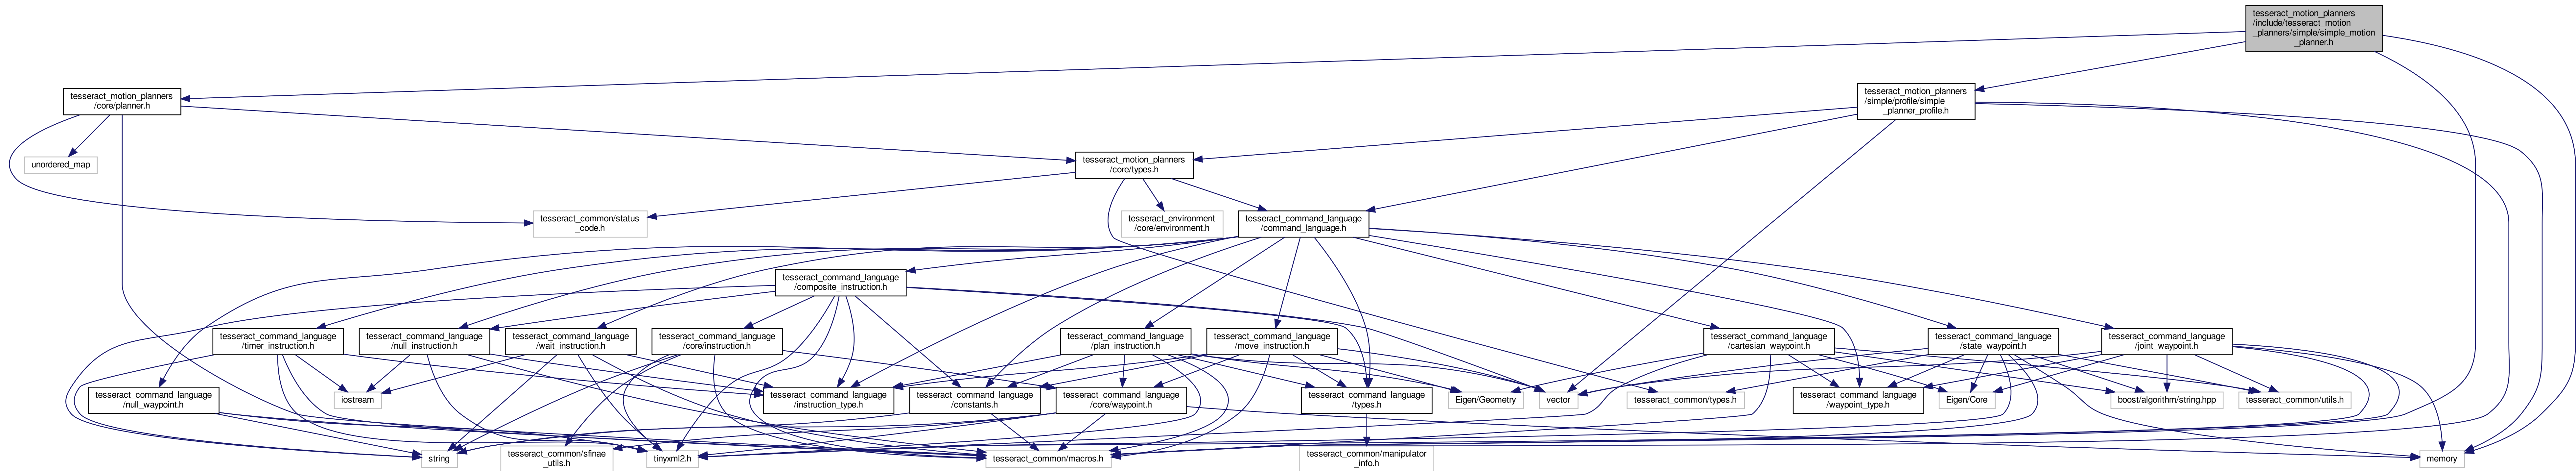 tesseract_motion_planners
/include/tesseract_motion
_planners/simple/simple_motion
_planner.h
tesseract_motion_planners
/core/planner.h
tesseract_motion_planners
/simple/profile/simple
_planner_profile.h
unordered_map
tesseract_motion_planners
/core/types.h
tesseract_common/status
_code.h
tesseract_environment
/core/environment.h
tesseract_command_language
/command_language.h
tesseract_command_language
/composite_instruction.h
tesseract_command_language
/timer_instruction.h
tesseract_command_language
/null_instruction.h
tesseract_command_language
/wait_instruction.h
tesseract_command_language
/core/instruction.h
tesseract_command_language
/plan_instruction.h
tesseract_command_language
/move_instruction.h
tesseract_command_language
/cartesian_waypoint.h
tesseract_command_language
/state_waypoint.h
tesseract_command_language
/joint_waypoint.h
tesseract_command_language
/null_waypoint.h
iostream
tesseract_command_language
/instruction_type.h
tesseract_command_language
/constants.h
tesseract_command_language
/core/waypoint.h
tesseract_command_language
/types.h
Eigen/Geometry
vector
tesseract_common/types.h
tesseract_command_language
/waypoint_type.h
Eigen/Core
boost/algorithm/string.hpp
tesseract_common/utils.h
string
tesseract_common/sfinae
_utils.h
tinyxml2.h
tesseract_common/macros.h
tesseract_common/manipulator
_info.h
memory